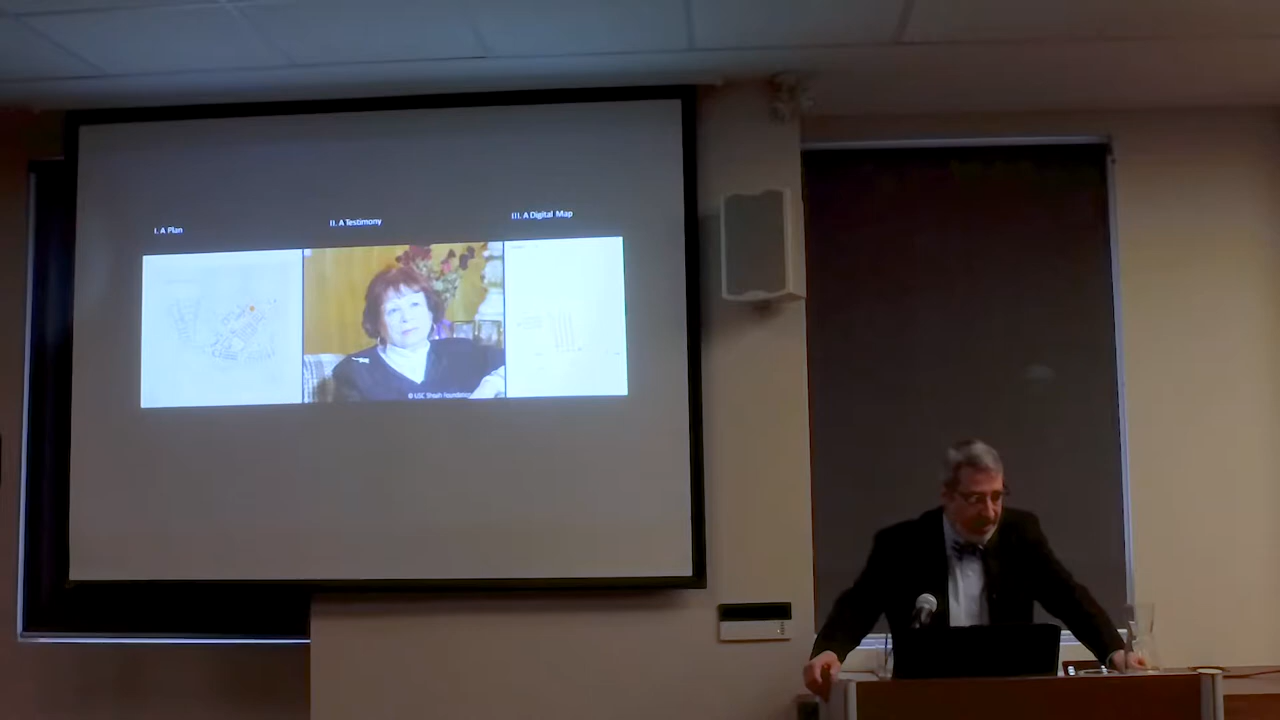 I. A Plan
II. A Testimony
III. A Digital Map
© USC Shoah Foundation